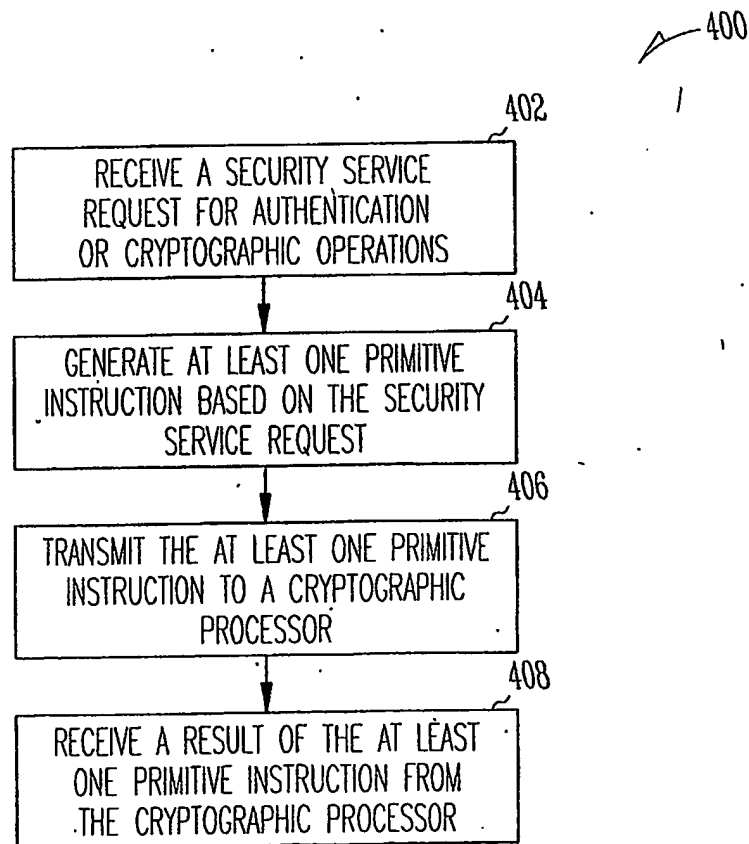 400
402
RECEIVE A SECURITY SERVICE
REQUEST FOR AUTHENTICATION
OR CRYPTOGRAPHIC OPERATIONS
404
GENERATE AT LEAST ONE PRIMITIVE
INSTRUCTION BASED ON THE SECURITY
SERVICE REQUEST
406
TRANSMIT THE AT LEAST ONE PRIMITIVE
INSTRUCTION TO A CRYPTOGRAPHIC
PROCESSOR
408
RECEIVE A RESULT OF THE AT LEAST
ONE PRIMITIVE INSTRUCTION FROM
THE CRYPTOGRAPHIC PROCESSOR